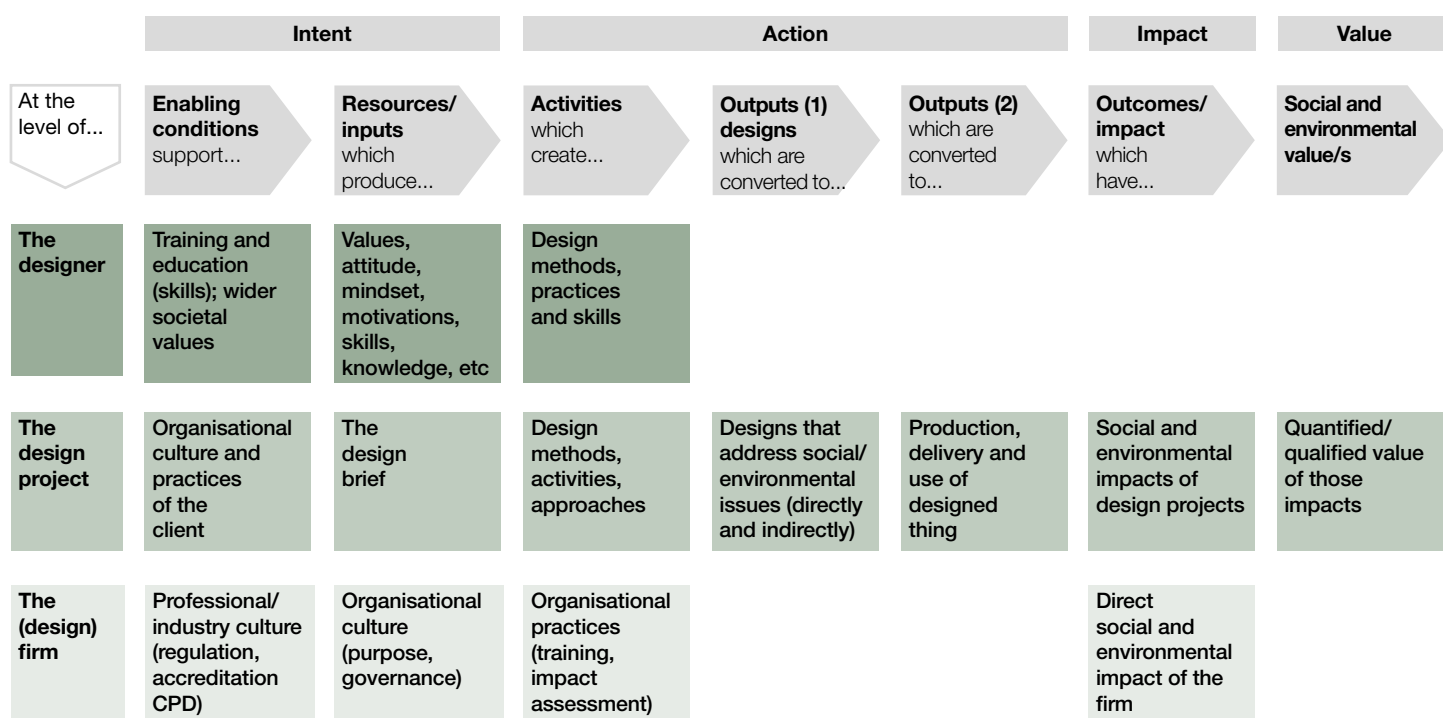 Intent
Action
Impact
Value
At the
level of...
Enabling
conditions
support...
Resources/
inputs
which
produce...
Activities
which
create...
Outputs (1)
designs
which are
converted to...
Outputs (2)
which are
converted
to...
Outcomes/
impact
which
have...
Social and
environmental
value/s
The
designer
Training and
education
(skills); wider
societal
values
Values,
attitude,
mindset,
motivations,
skills,
knowledge, etc
Design
methods,
practices
and skills
The
design
project
Organisational
culture and
practices
of the
client
The
design
brief
Design
methods,
activities,
approaches
Designs that
address social/
environmental
issues (directly
and indirectly)
Production,
delivery and
use of
designed
thing
Social and
environmental
impacts of
design projects
Quantified/
qualified value
of those
impacts
The
(design)
firm
Professional/
industry culture
(regulation,
accreditation
CPD)
Organisational
culture
(purpose,
governance)
Organisational
practices
(training,
impact
assessment)
Direct
social and
environmental
impact of the
firm